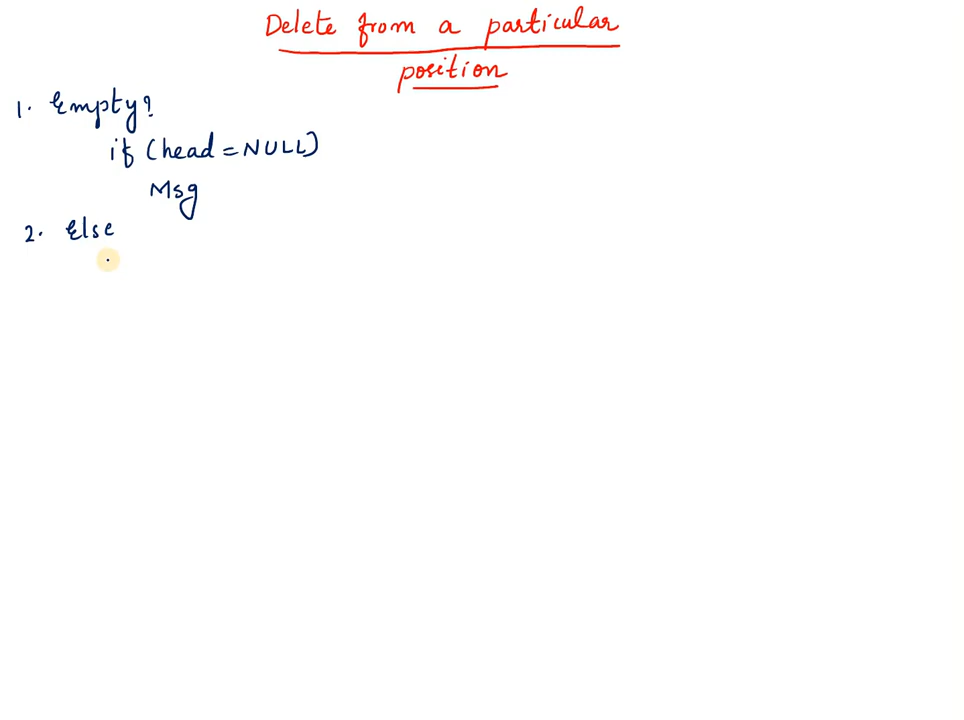 Delete from a particular
position
1. Empty?
if (head = NULL)
Msg
2. Else